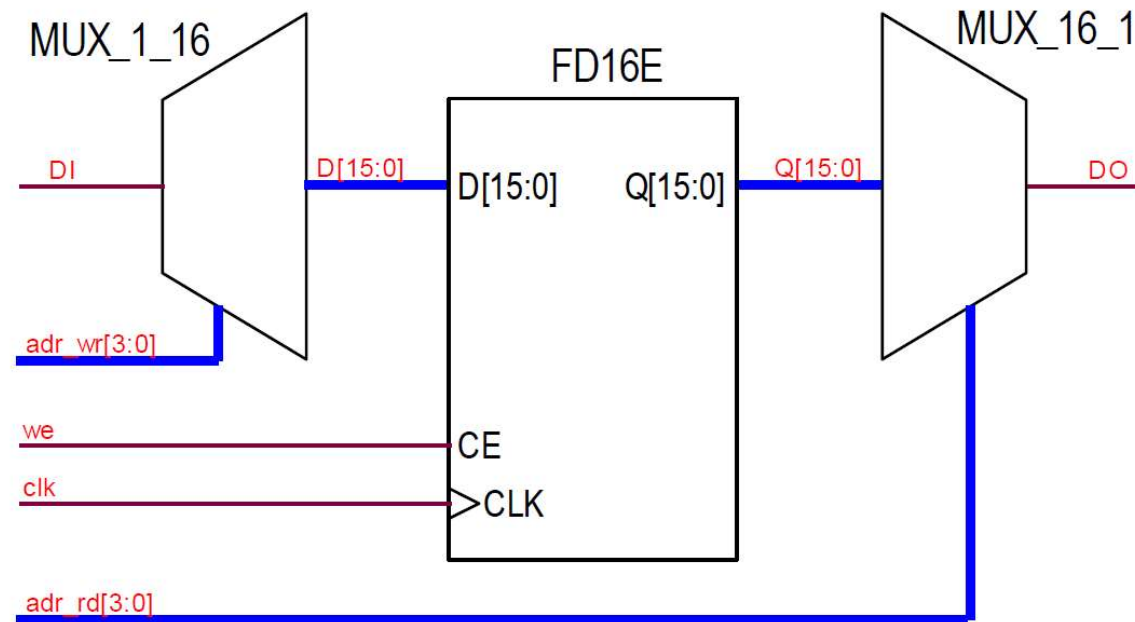 MUX_1_16
MUX_16_1
FD16E
DI
D[15:0]
D[15:0]
Q[15:0]
Q[15:0]
DO
adr_wr[3:0]
we
CE
clk
CLK
adr_rd[3:0]